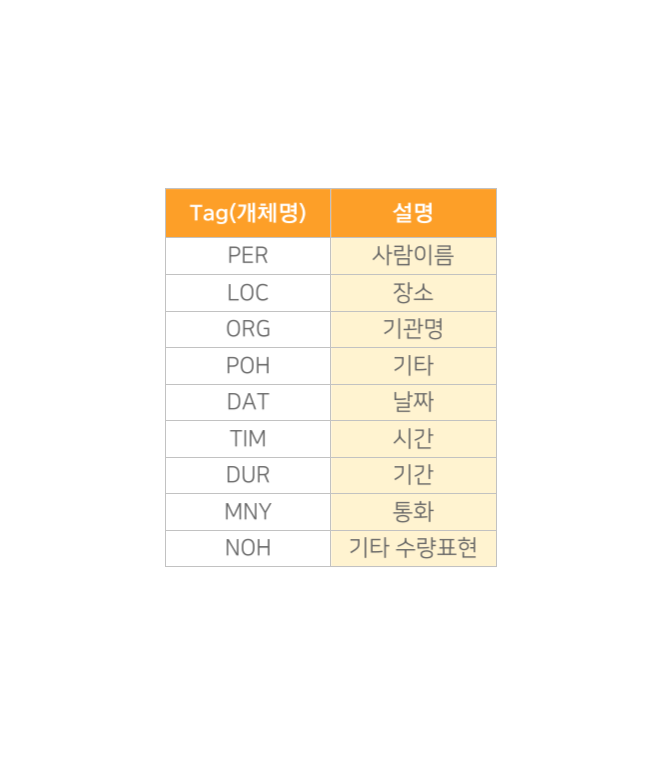 Tag(개체명) 설명
PER 사람이름
LOC 장소
ORG 기관명
POH 기타
DAT 날짜
TIM 시간
DUR 기간
MNY 통화
NOH 기타 수량표현